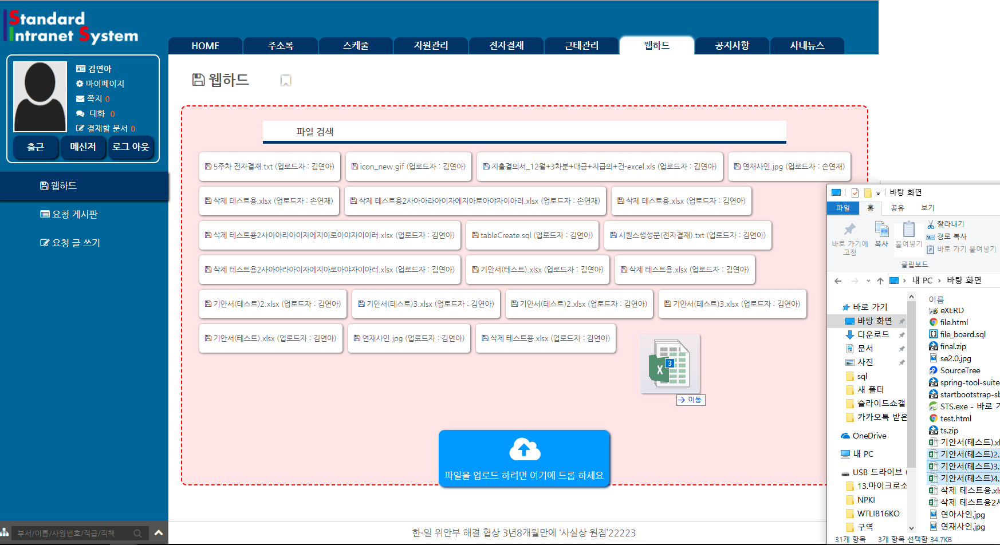 Standard
Intranet System
HOME 주소록 스케줄 자원관리 전자결재 근태관리 웹하드 공지사항 사내뉴스
김연아
마이페이지
쪽지 0
대화 0
결재할 문서 0
출근 메신저 로그 아웃
웹하드
요청 게시판
요청 글 쓰기
부서/이름/사원번호/직급/직책
웹하드
파일 검색
5주차 전자결재.txt (업로드자 : 김연아) icon_new.gif (업로드자 : 김연아) 지출결의서_12월+3차분+대금+지급의+건-excel.xls (업로드자 : 김연아) 연재사인.jpg (업로드자 : 손연재)
삭제 테스트용.xlsx (업로드자 : 손연재) 삭제 테스트용2사아아라아이자에지아로아야자이아러.xlsx (업로드자 : 손연재) 삭제 테스트용.xlsx (업로드자 : 김연아)
삭제 테스트용2사아아라아이자에지아로아야자이아러.xlsx (업로드자 : 김연아) tableCreate.sql (업로드자 : 김연아) 시퀀스생성문(전자결재).txt (업로드자 : 김연아)
삭제 테스트용2사아아라아이자에지아로아야자이아러.xlsx (업로드자 : 김연아) 기안서(테스트).xlsx (업로드자 : 김연아) 삭제 테스트용.xlsx (업로드자 : 김연아)
기안서(테스트)2.xlsx (업로드자 : 김연아) 기안서(테스트)3.xlsx (업로드자 : 김연아) 기안서(테스트)2.xlsx (업로드자 : 김연아) 기안서(테스트)3.xlsx (업로드자 : 김연아)
기안서(테스트).xlsx (업로드자 : 김연아) 연재사인.jpg (업로드자 : 김연아) 삭제 테스트용.xlsx (업로드자 : 김연아)
X 3
이동
파일을 업로드 하려면 여기에 드롭 하세요
한·일 위안부 해결 협상 3년8개월만에 ‘사실상 원점’22223
바탕 화면
파일 홈 공유 보기
바로 가기에
고정
복사
붙여넣기
잘라내기
경로 복사
바로 가기 붙여넣기
클립보드
내 PC › 바탕 화면
바로 가기
바탕 화면
다운로드
문서
사진
sql
새 폴더
슬라이드쇼갤
카카오톡 받은
OneDrive
내 PC
USB 드라이브 (
13.마이크로소
NPKI
WTLIB16KO
구역
이름
eXERD
file.html
file_board.sql
final.zip
se2.0.jpg
SourceTree
spring-tool-suite
startbootstrap-sb
STS.exe - 바로 가
test.html
ts.zip
기안서(테스트).xl
기안서(테스트)2.
기안서(테스트)3.
기안서(테스트)4.
삭제 테스트용.xl
삭제 테스트용2사
연아사인.jpg
연재사인.jpg
31개 항목 3개 항목 선택함 34.7KB